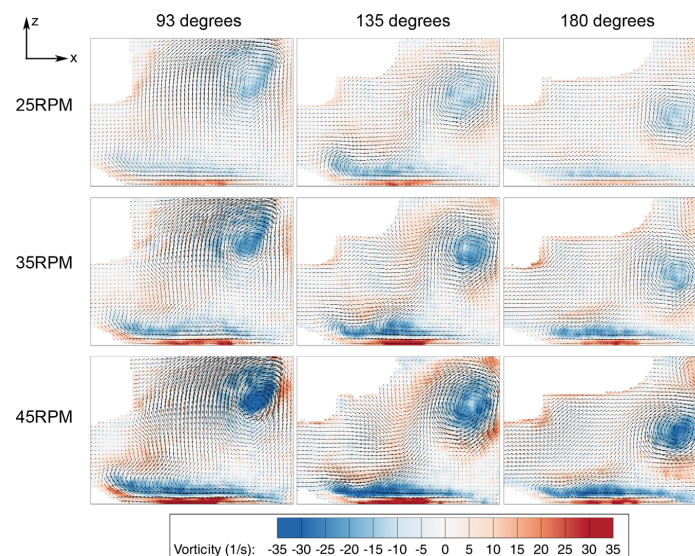 93 degrees 135 degrees 180 degrees
z
x
25RPM
35RPM
45RPM
Vorticity (1/s): -35 -30 -25 -20 -15 -10 -5 0 5 10 15 20 25 30 35